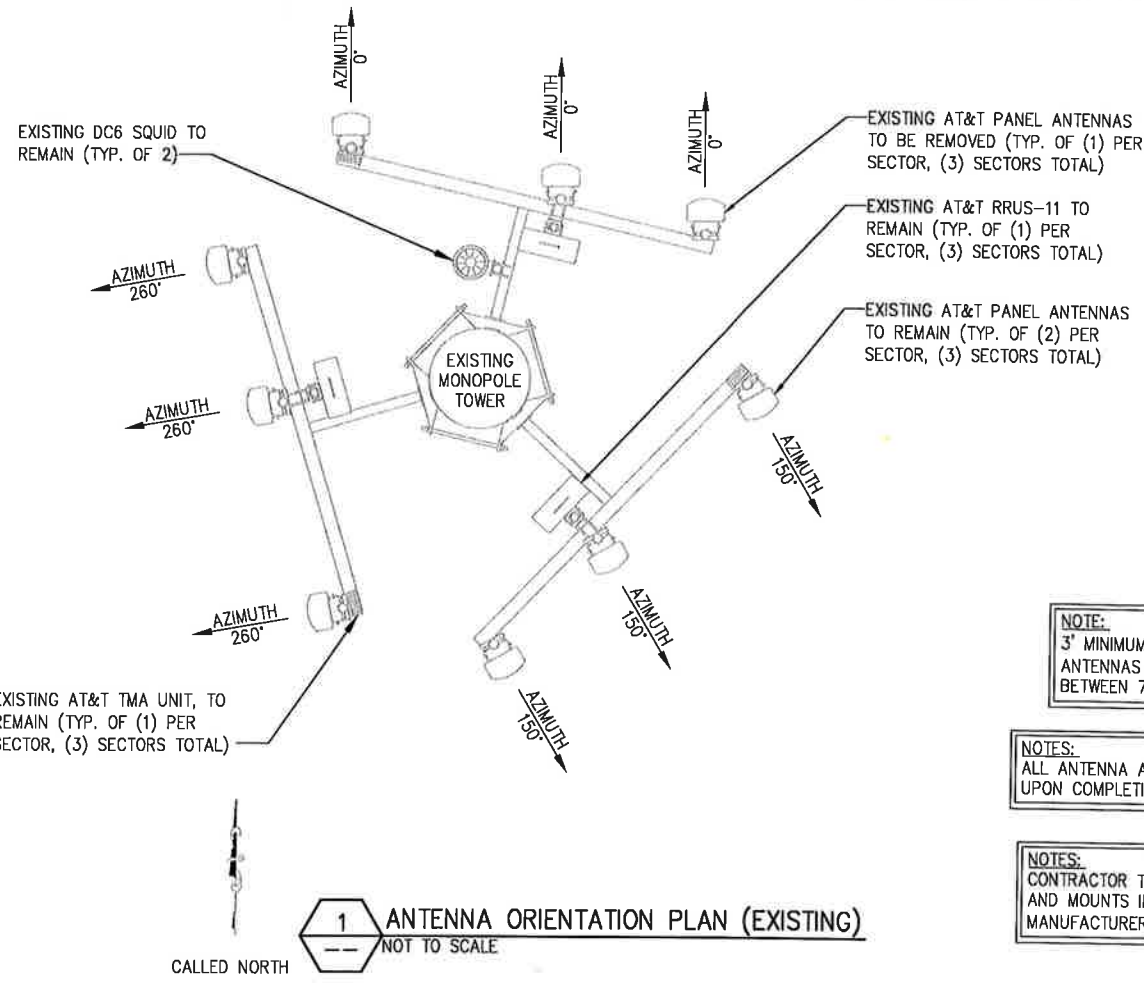 AZIMUTH
0°
AZIMUTH
0°
AZIMUTH
0°
EXISTING DC6 SQUID TO
REMAIN (TYP. OF 2)
EXISTING AT&T PANEL ANTENNAS
TO BE REMOVED (TYP. OF (1) PER
SECTOR, (3) SECTORS TOTAL)
EXISTING AT&T RRUS-11 TO
REMAIN (TYP. OF (1) PER
SECTOR, (3) SECTORS TOTAL)
EXISTING AT&T PANEL ANTENNAS
TO REMAIN (TYP. OF (2) PER
SECTOR, (3) SECTORS TOTAL)
AZIMUTH
260°
AZIMUTH
260°
AZIMUTH
260°
EXISTING
MONOPOLE
TOWER
AZIMUTH
150°
AZIMUTH
150°
AZIMUTH
150°
EXISTING AT&T TMA UNIT, TO
REMAIN (TYP. OF (1) PER
SECTOR, (3) SECTORS TOTAL)
NOTE:
3' MINIMUM
ANTENNAS
BETWEEN 7
NOTES:
ALL ANTENNA A
UPON COMPLETI
NOTES:
CONTRACTOR T
AND MOUNTS I
MANUFACTURER
CALLED NORTH
1
--
ANTENNA ORIENTATION PLAN (EXISTING)
NOT TO SCALE